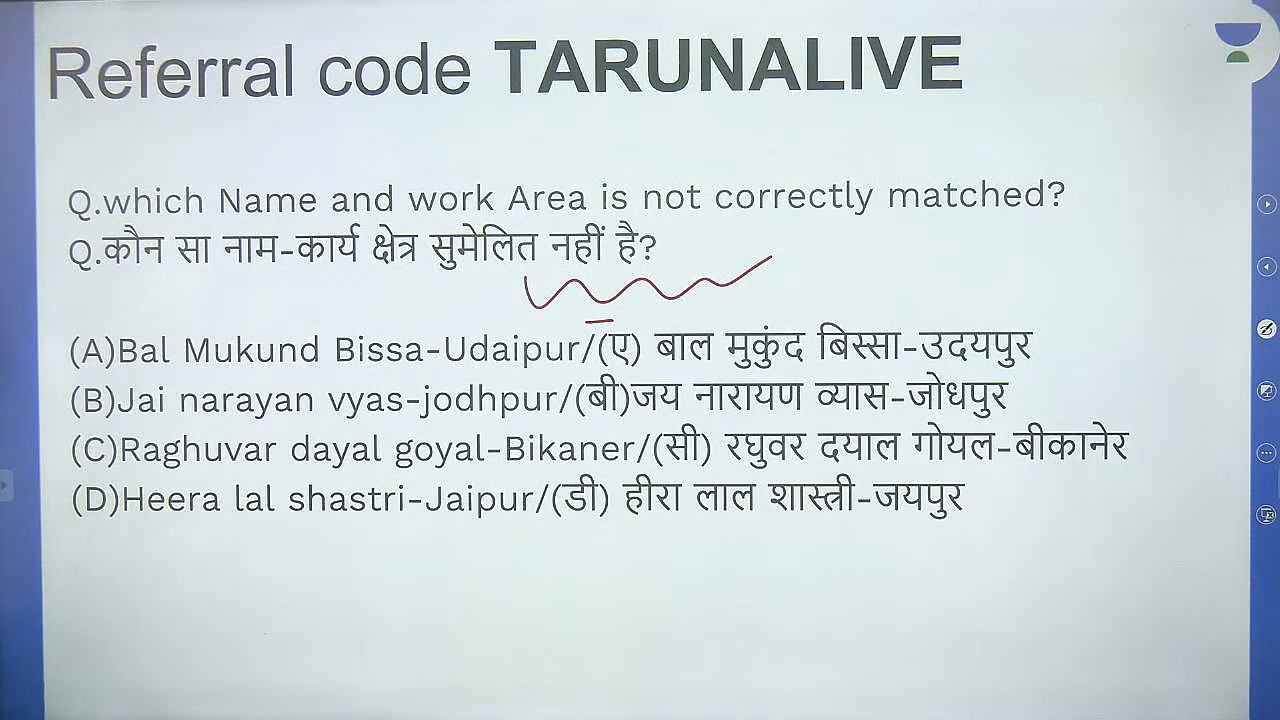 Referral code TARUNALIVE
Q.which Name and work Area is not correctly matched?
Q.कौन सा नाम-कार्य क्षेत्र सुमेलित नहीं है?
(A)Bal Mukund Bissa-Udaipur/(ए) बाल मुकुंद बिस्सा-उदयपुर
(B)Jai narayan vyas-jodhpur/(बी)जय नारायण व्यास-जोधपुर
(C)Raghuvar dayal goyal-Bikaner/(सी) रघुवर दयाल गोयल-बीकानेर
(D)Heera lal shastri-Jaipur/(डी) हीरा लाल शास्त्री-जयपुर